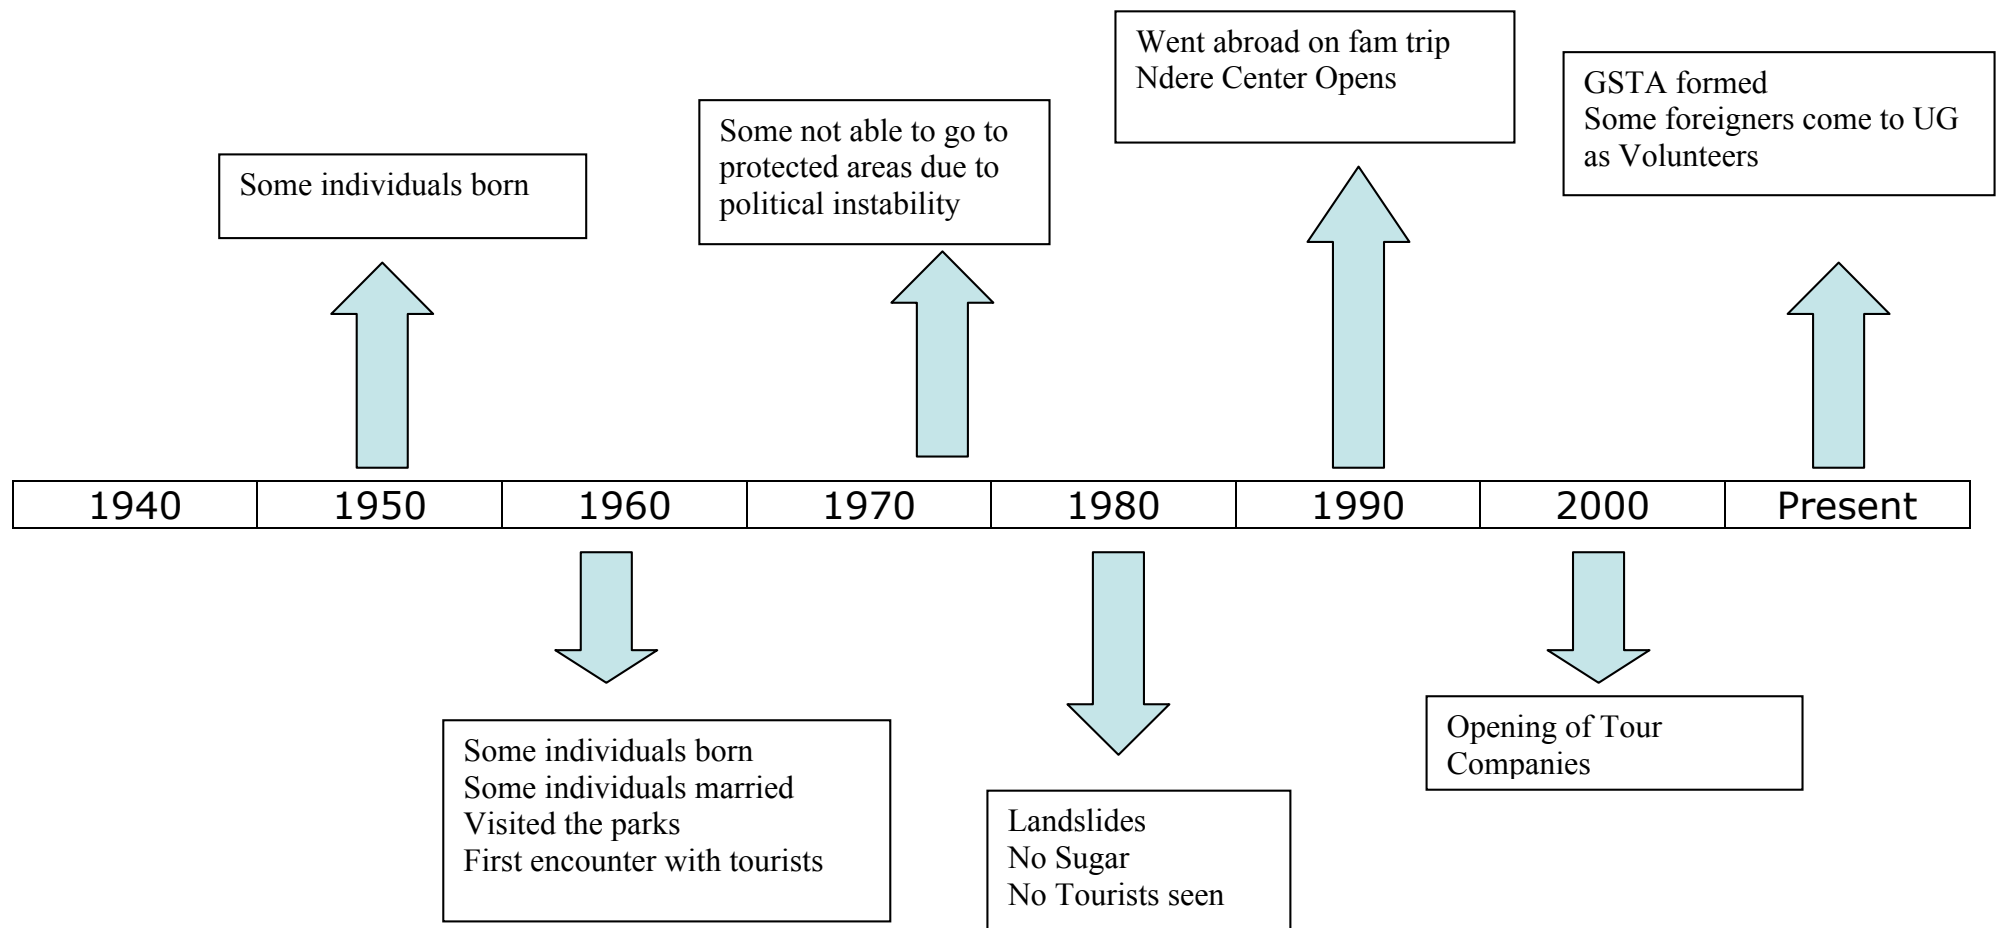 Went abroad on fam trip
Ndere Center Opens
GSTA formed
Some foreigners come to UG
as Volunteers
Some not able to go to
protected areas due to
political instability
Some individuals born
1940 1950 1960 1970 1980 1990 2000 Present
Some individuals born
Some individuals married
Visited the parks
First encounter with tourists
Landslides
No Sugar
No Tourists seen
Opening of Tour
Companies